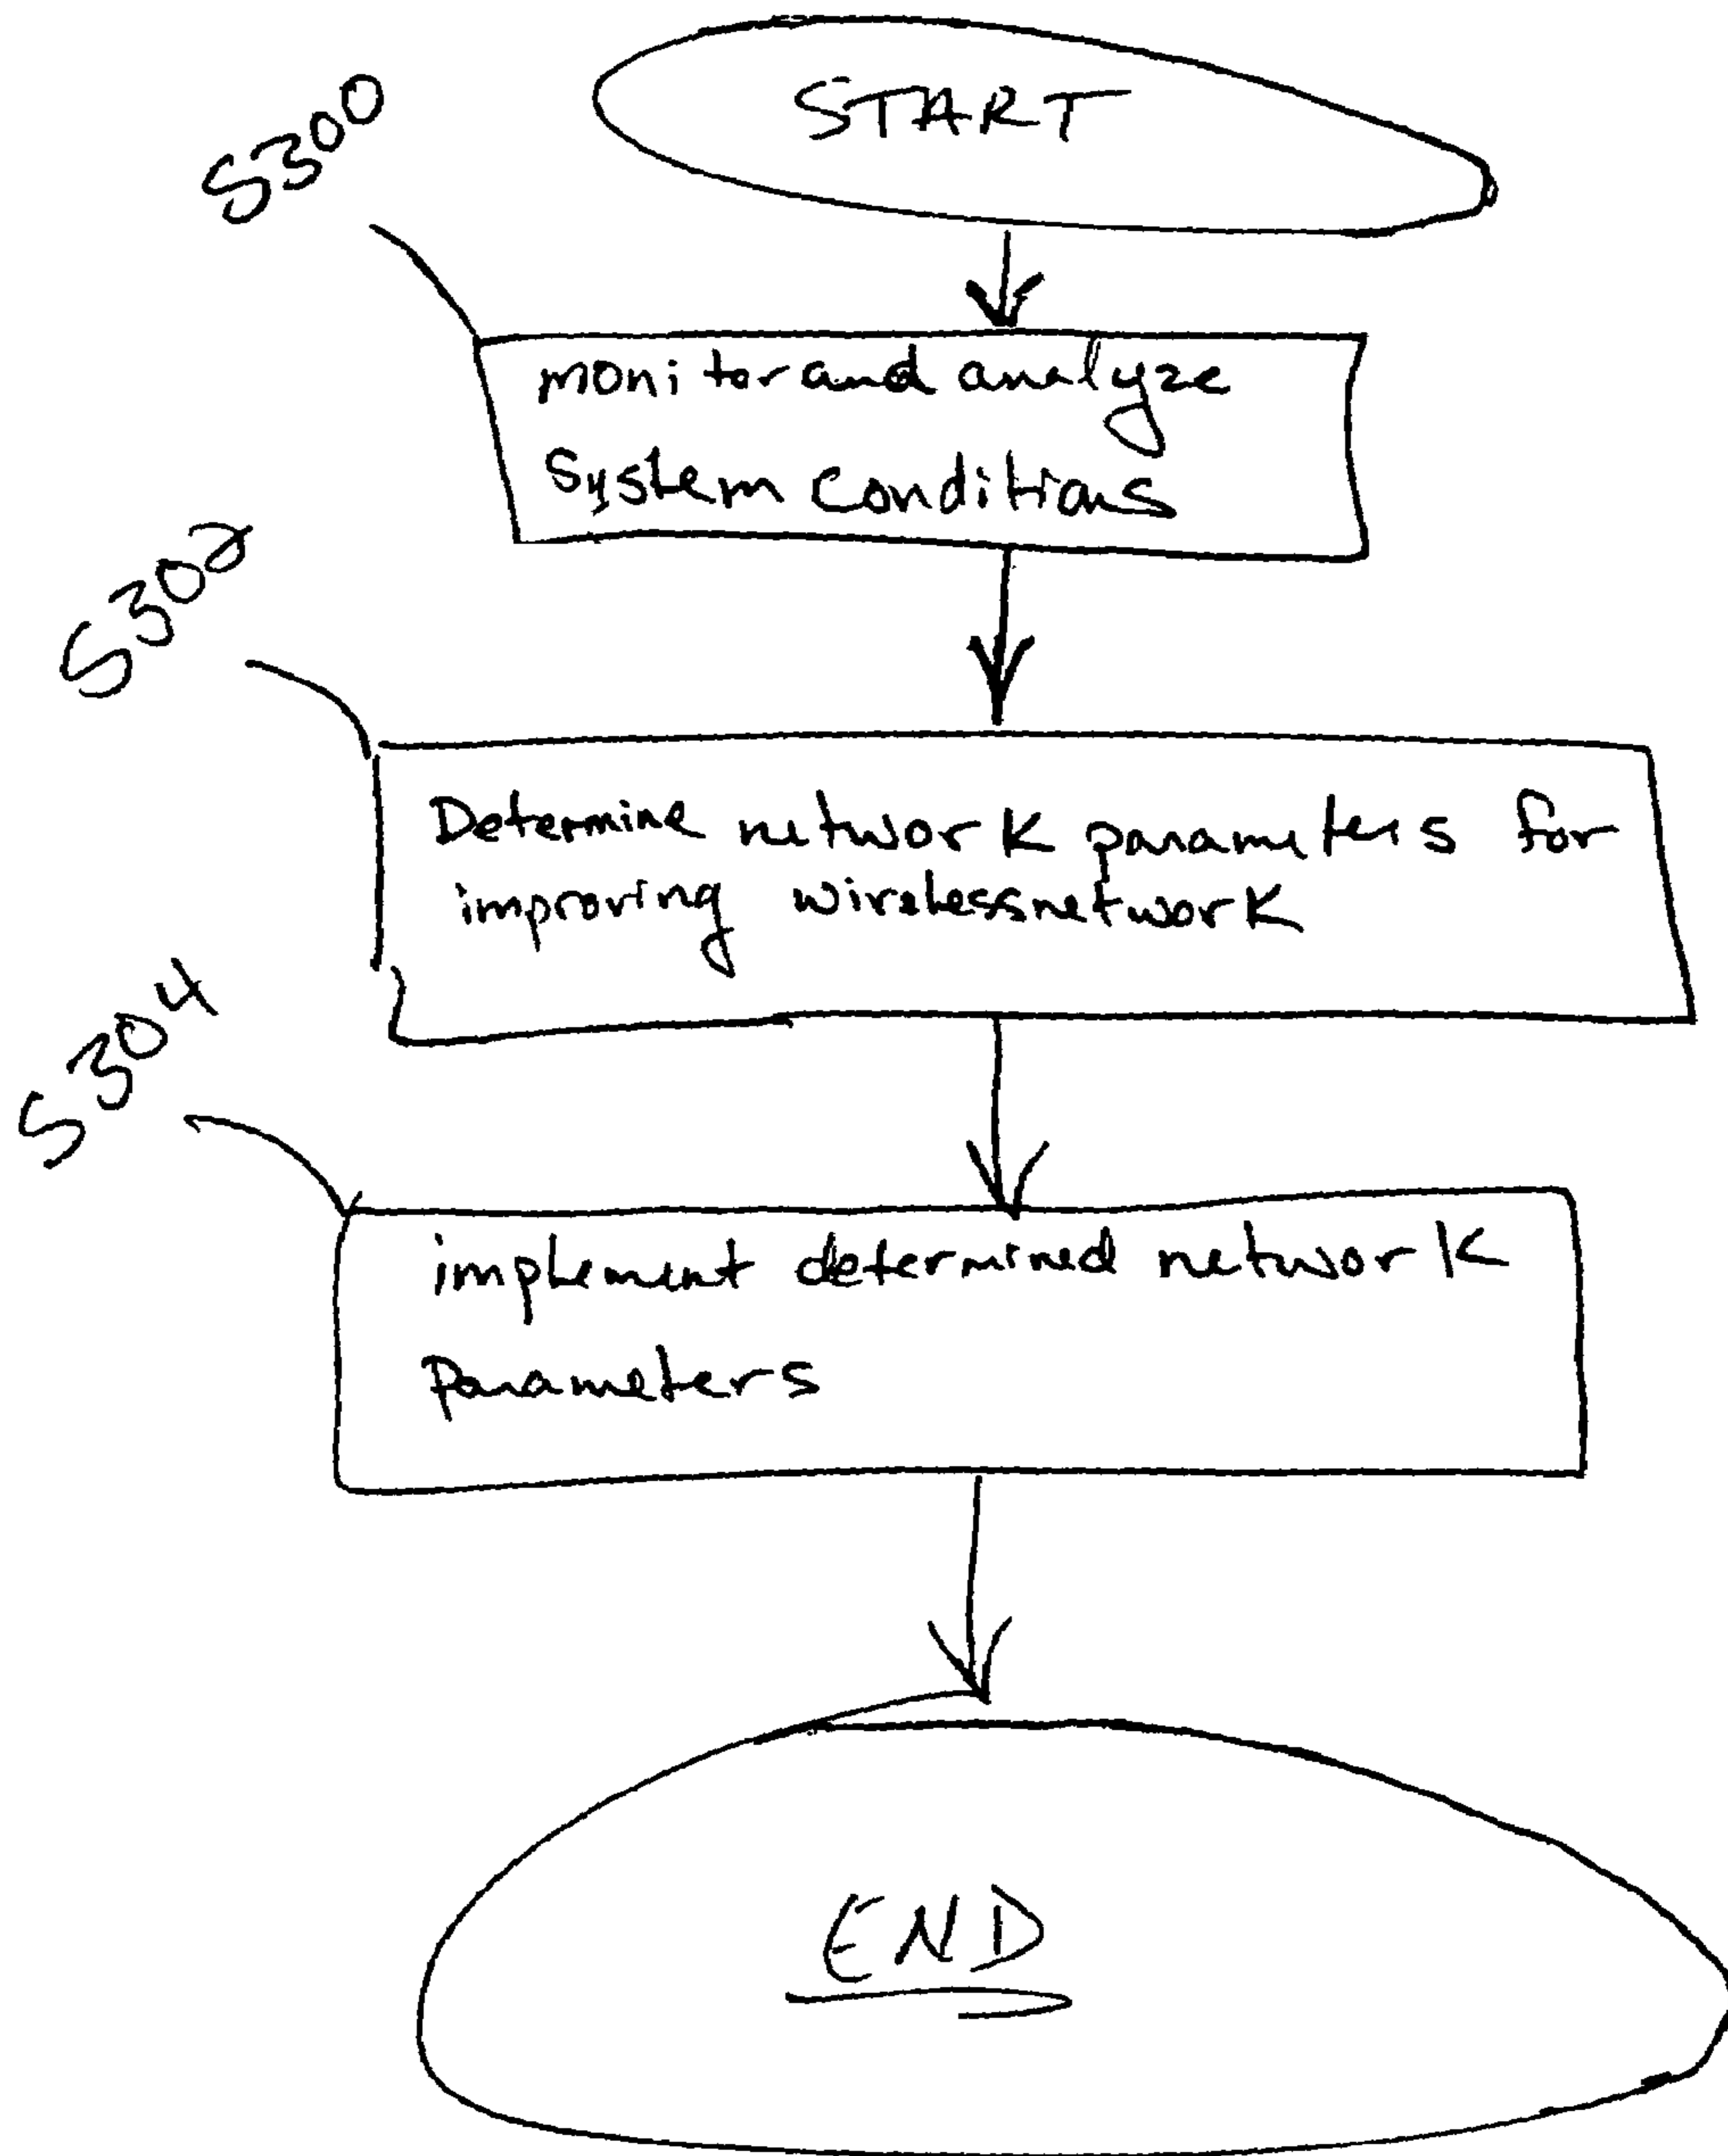 START
S300
monitor and analyze
System Conditions
S302
Determine network parameters for
improving wirelessnetwork
S304
implement determined network
Parameters
END